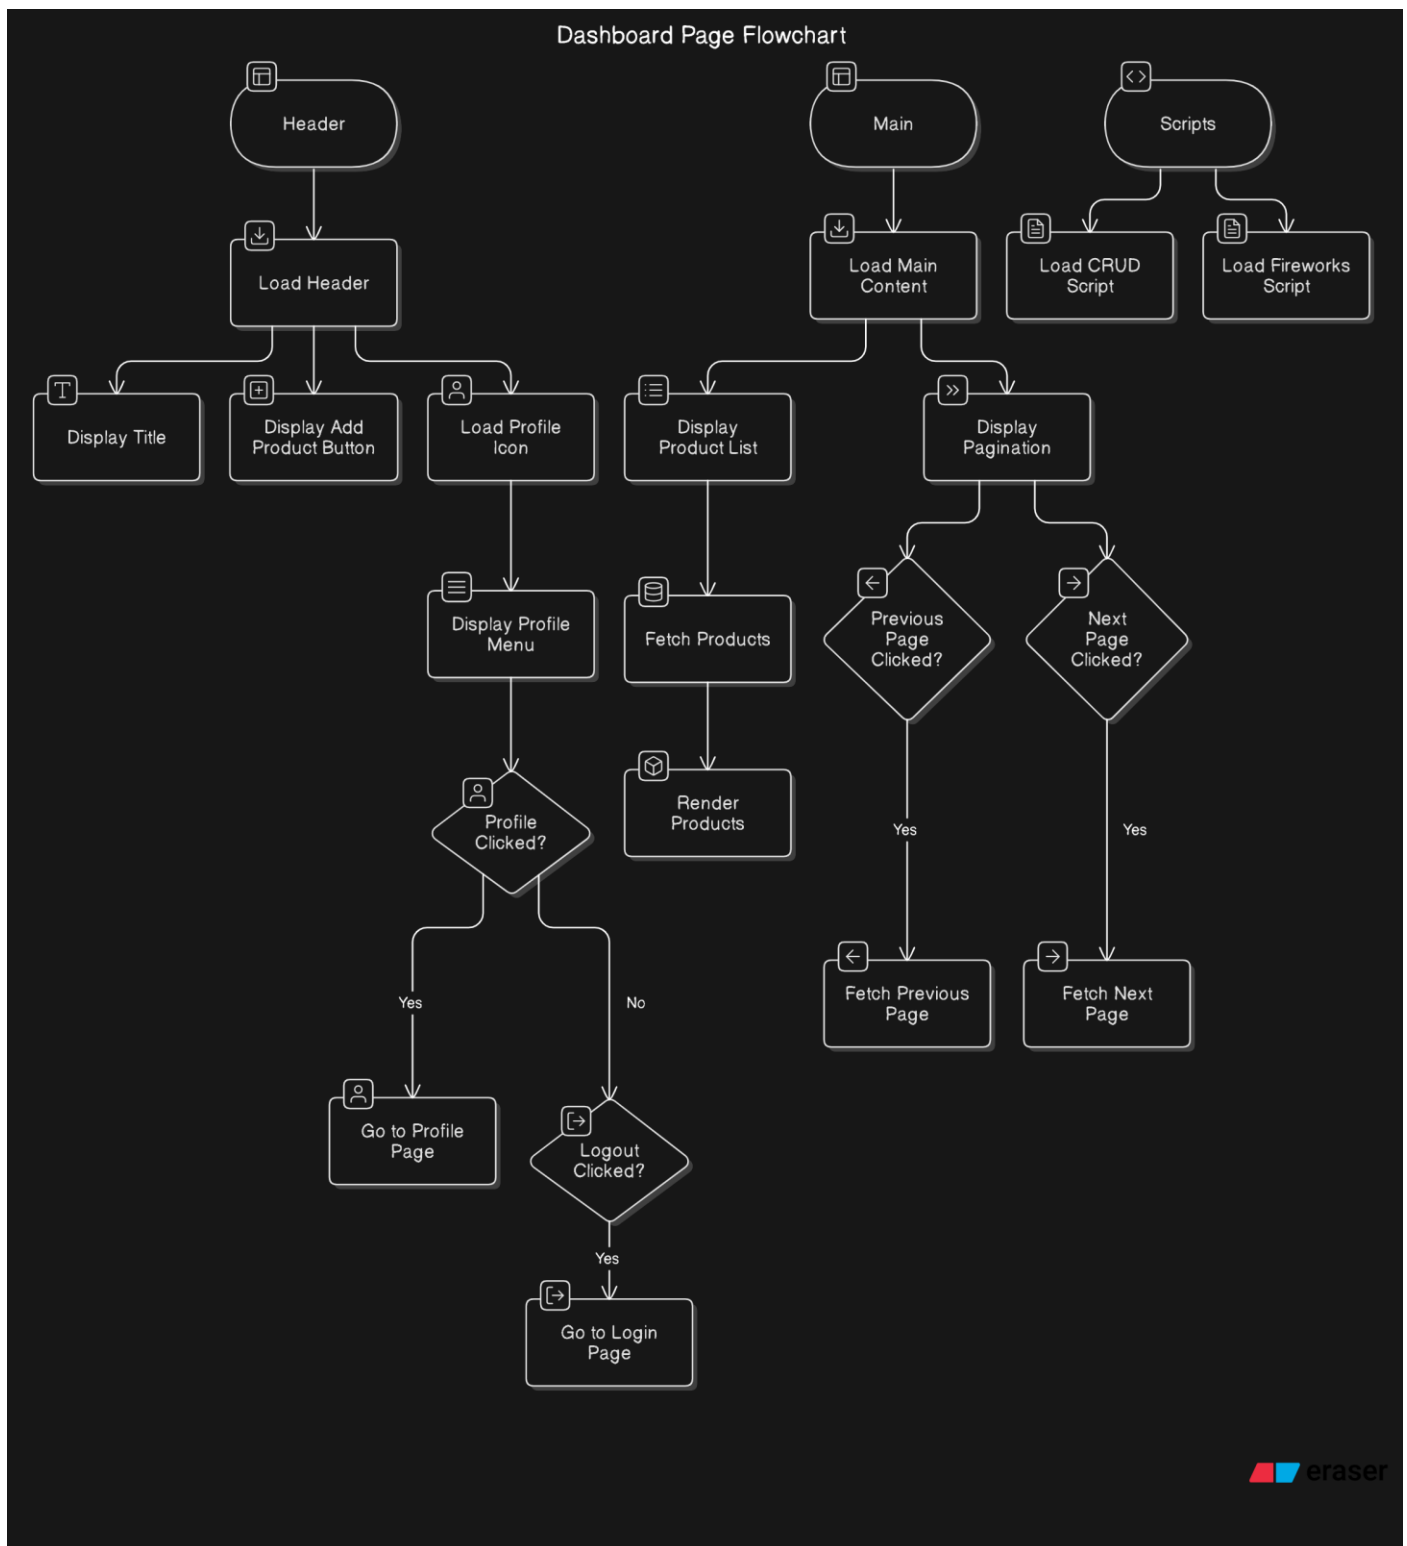 Dashboard Page Flowchart
Header
Main
Scripts
Load Header
Load Main
Content
Load CRUD
Script
Load Fireworks
Script
Display Title
Display Add
Product Button
Load Profile
Icon
Display
Product List
Display
Pagination
Display Profile
Menu
Fetch Products
Previous
Page
Clicked?
Next
Page
Clicked?
Profile
Clicked?
Render
Products
Yes
Yes
Yes
No
Fetch Previous
Page
Fetch Next
Page
Go to Profile
Page
Logout
Clicked?
Yes
Go to Login
Page
eraser